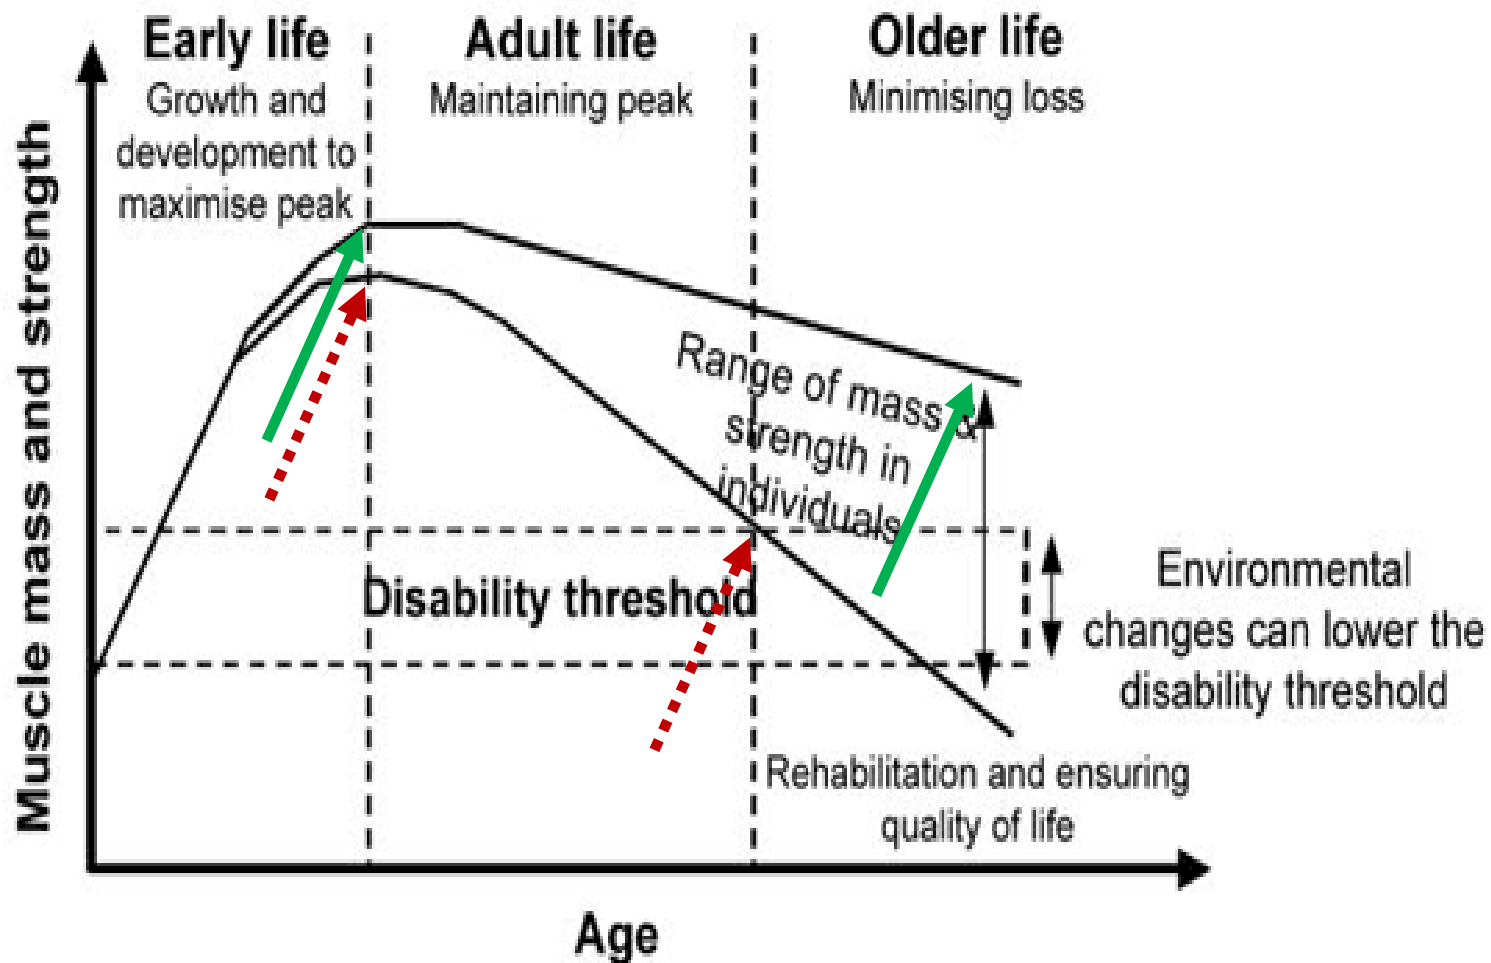 Early life
Growth and
development to
maximise peak
Adult life
Maintaining peak
Older life
Minimising loss
Muscle mass and strength
Range of mass &
strength in
individuals
Disability threshold
Environmental
changes can lower the
disability threshold
Rehabilitation and ensuring
quality of life
Age